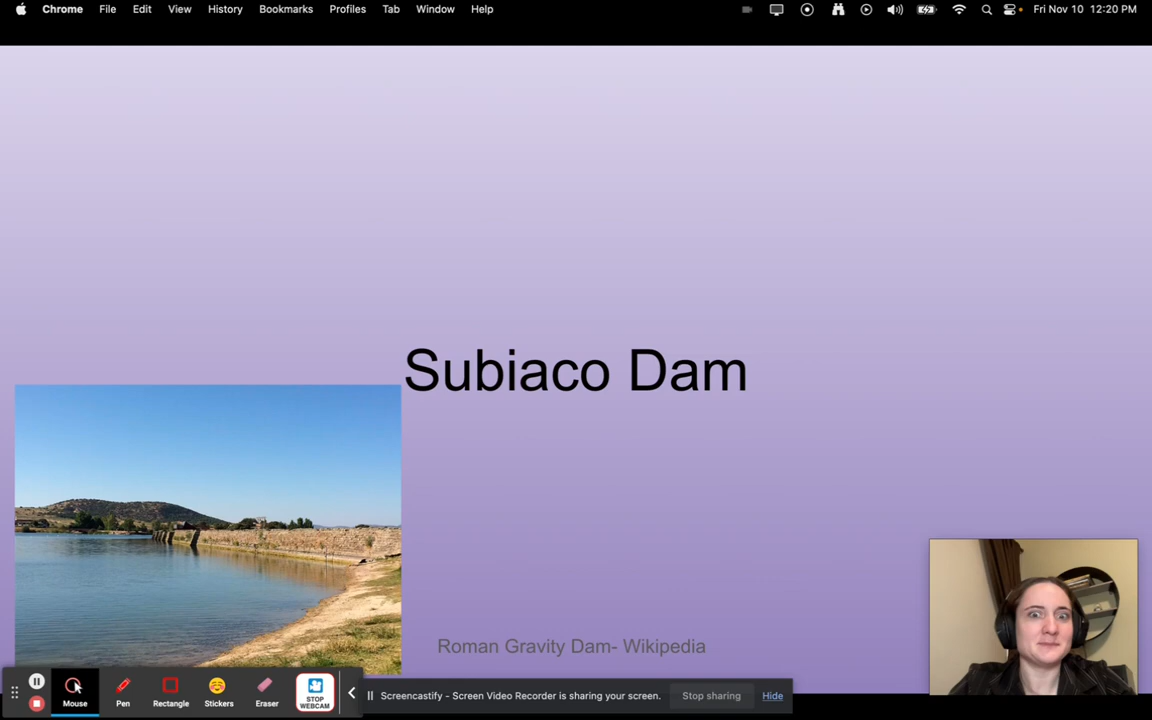 Chrome File Edit View History Bookmarks Profiles Tab Window Help Fri Nov 10 12:20 PM
Subiaco Dam
Roman Gravity Dam- Wikipedia
Mouse Pen Rectangle Stickers Eraser STOP WEBCAM
Screencastify - Screen Video Recorder is sharing your screen. Stop sharing Hide